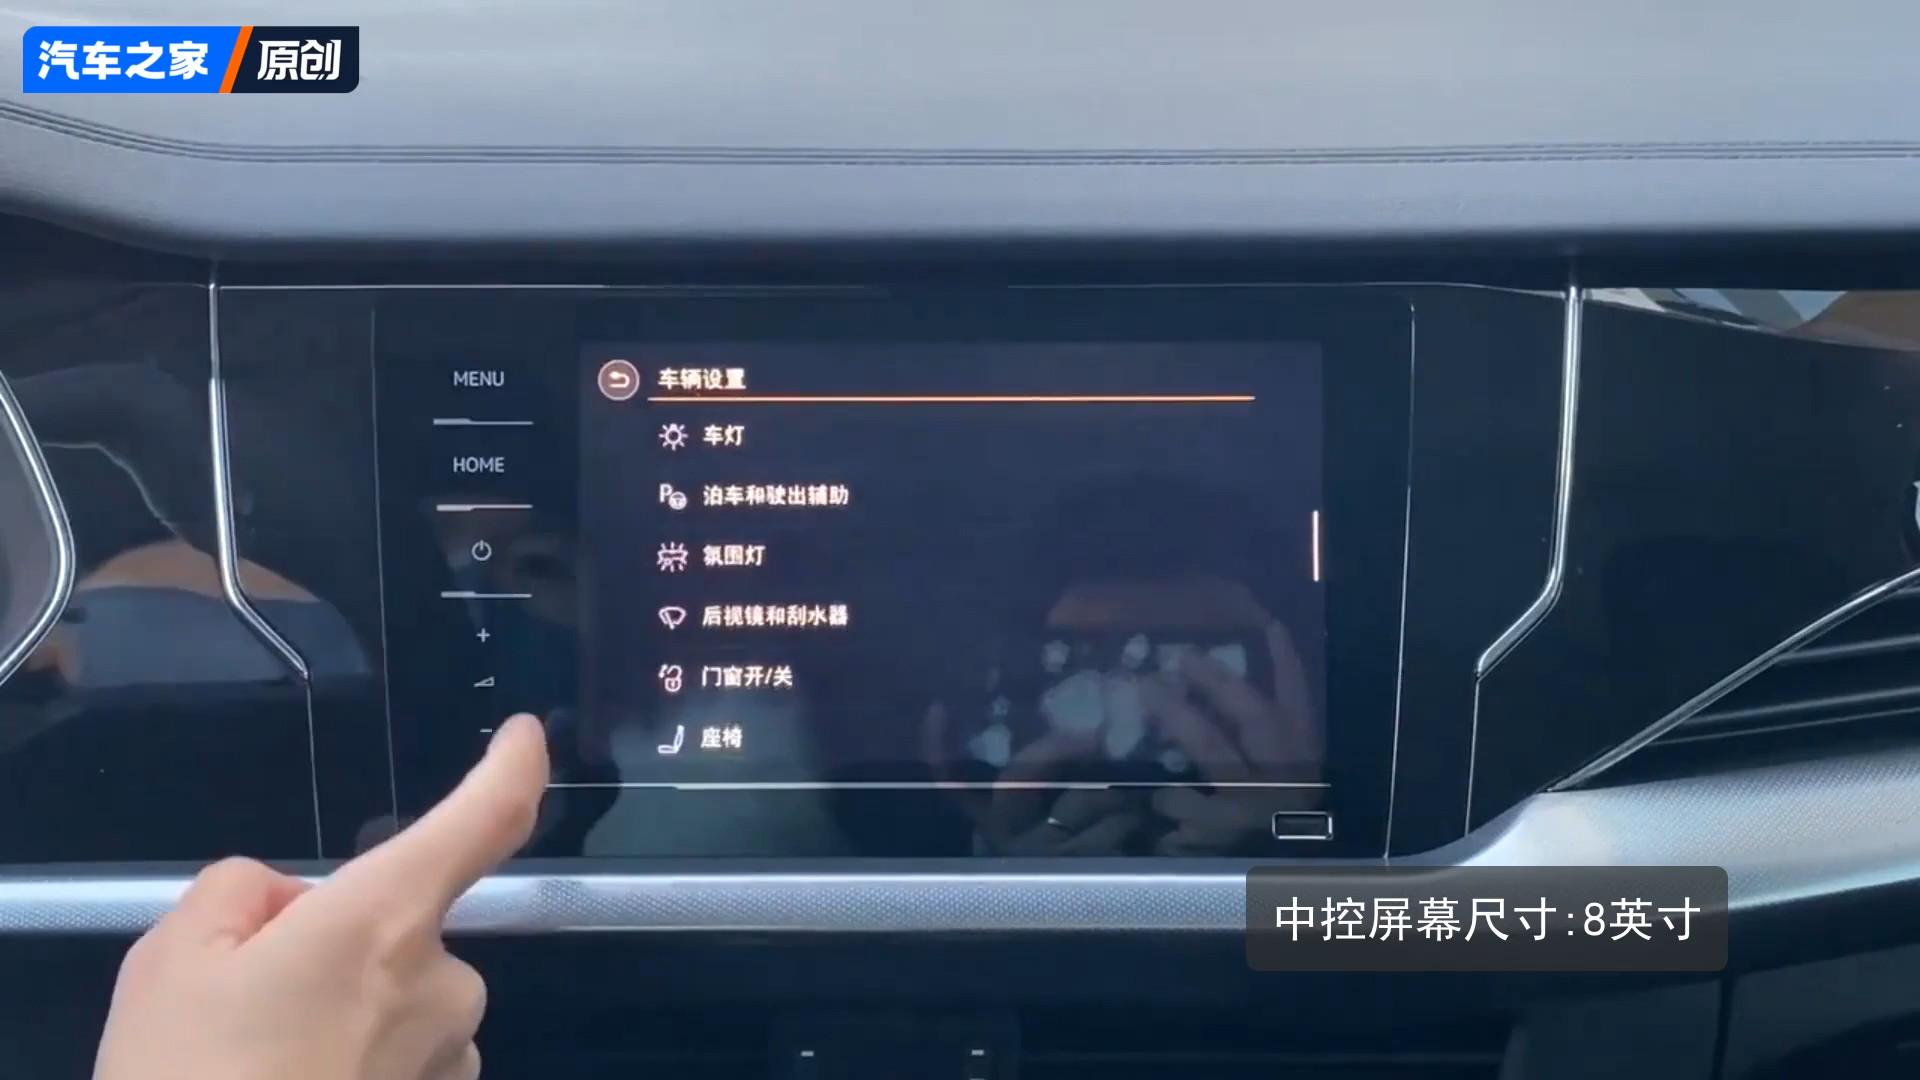 汽车之家 原创
MENU
HOME
+
-
车辆设置
车灯
泊车和驶出辅助
氛围灯
后视镜和刮水器
门窗开/关
座椅
中控屏幕尺寸:8英寸